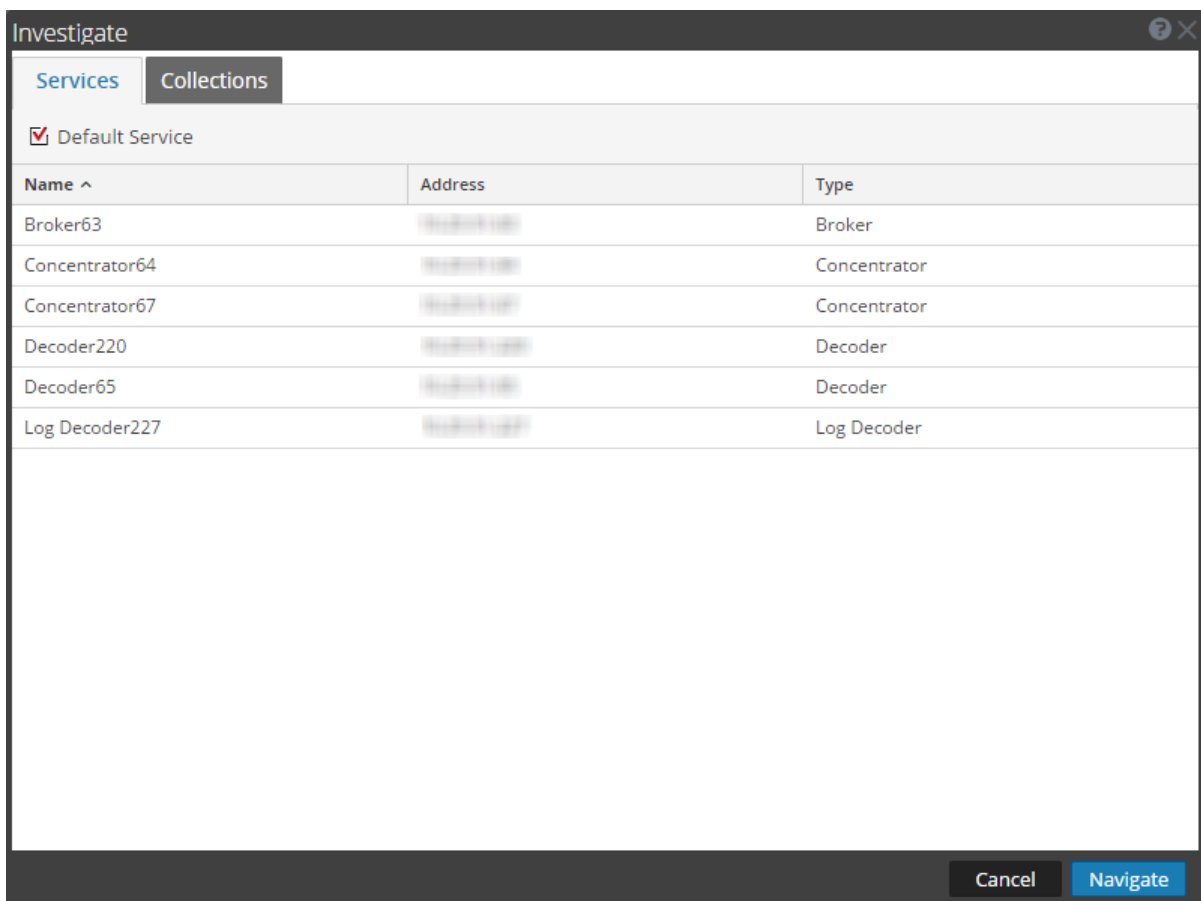 Investigate
Services Collections
Default Service
Name Address Type
Broker63 Broker
Concentrator64 Concentrator
Concentrator67 Concentrator
Decoder220 Decoder
Decoder65 Decoder
Log Decoder227 Log Decoder
Cancel Navigate